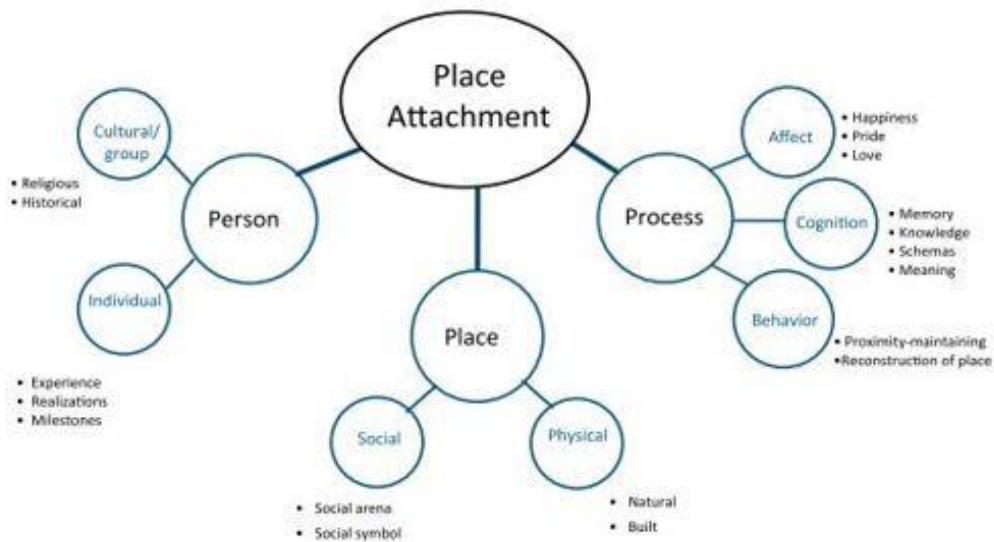 Place
Attachment
Cultural/
group
• Religious
• Historical
Person
Individual
• Experience
• Realizations
• Milestones
Place
Social
• Social arena
• Social symbol
Physical
• Natural
• Built
Process
Affect
• Happiness
• Pride
• Love
Cognition
• Memory
• Knowledge
• Schemas
• Meaning
Behavior
• Proximity-maintaining
•Reconstruction of place